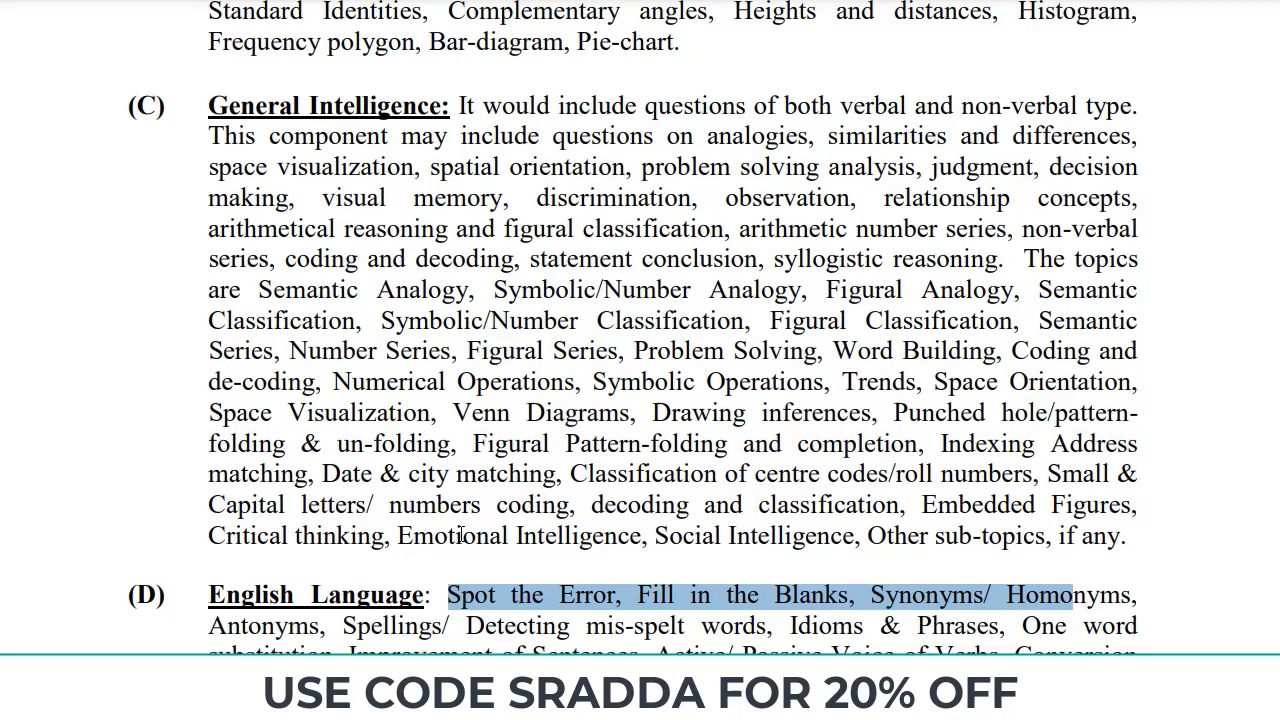 Standard Identities, Complementary angles, Heights and distances, Histogram,
Frequency polygon, Bar-diagram, Pie-chart.
(C) General Intelligence: It would include questions of both verbal and non-verbal type.
This component may include questions on analogies, similarities and differences,
space visualization, spatial orientation, problem solving analysis, judgment, decision
making, visual memory, discrimination, observation, relationship concepts,
arithmetical reasoning and figural classification, arithmetic number series, non-verbal
series, coding and decoding, statement conclusion, syllogistic reasoning. The topics
are Semantic Analogy, Symbolic/Number Analogy, Figural Analogy, Semantic
Classification, Symbolic/Number Classification, Figural Classification, Semantic
Series, Number Series, Figural Series, Problem Solving, Word Building, Coding and
de-coding, Numerical Operations, Symbolic Operations, Trends, Space Orientation,
Space Visualization, Venn Diagrams, Drawing inferences, Punched hole/pattern-
folding & un-folding, Figural Pattern-folding and completion, Indexing Address
matching, Date & city matching, Classification of centre codes/roll numbers, Small &
Capital letters/ numbers coding, decoding and classification, Embedded Figures,
Critical thinking, Emotional Intelligence, Social Intelligence, Other sub-topics, if any.
(D) English Language: Spot the Error, Fill in the Blanks, Synonyms/ Homonyms,
Antonyms, Spellings/ Detecting mis-spelt words, Idioms & Phrases, One word
substitution, Improvement of Sentences, Active/ Passive Voice of Verbs, Conversion
USE CODE SRADDA FOR 20% OFF